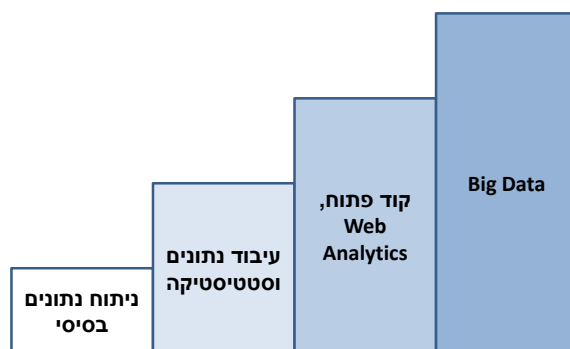 ניתוח נתונים
בסיסי
עיבוד נתונים
וסטטיסטיקה
קוד פתוח,
Web
Analytics
Big Data